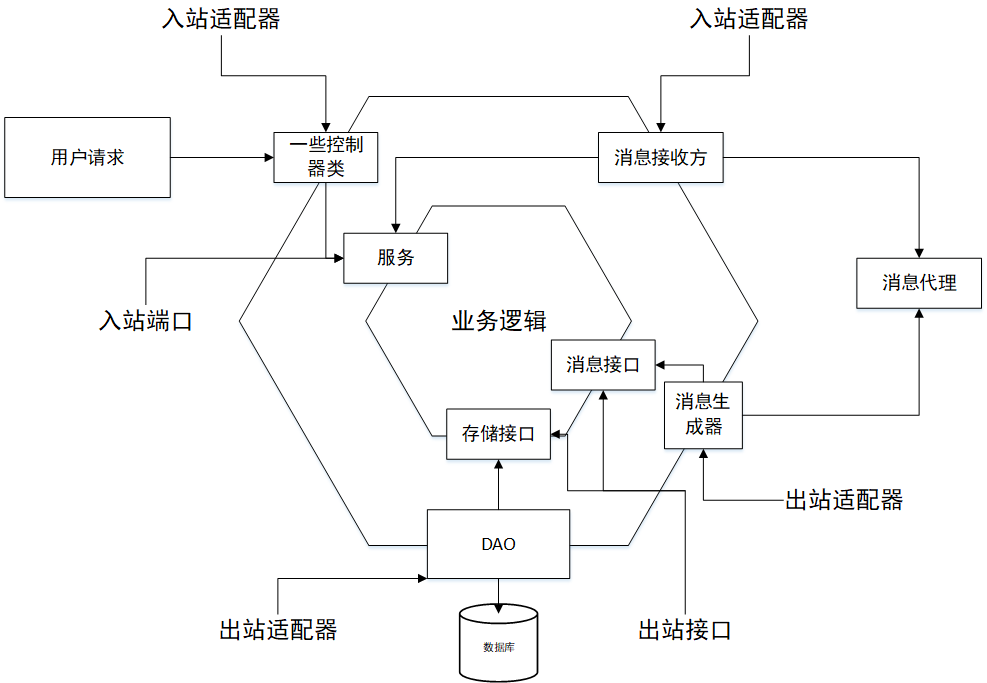 入站适配器
入站适配器
用户请求
一些控制
器类
消息接收方
服务
消息代理
入站端口
业务逻辑
消息接口
消息生
成器
存储接口
出站适配器
DAO
出站适配器
出站接口
数据库